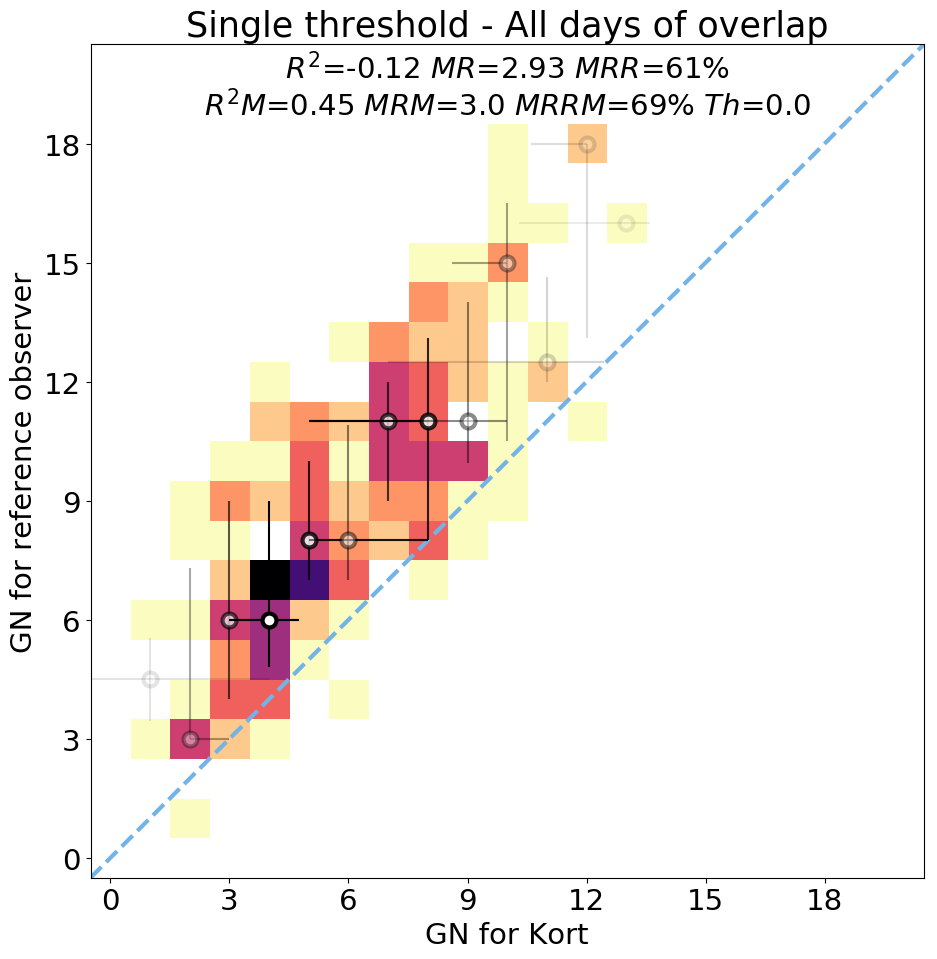 Single threshold - All days of overlap
R²=-0.12 MR=2.93 MRR=61%
R²M=0.45 MRM=3.0 MRRM=69% Th=0.0
GN for reference observer
18
15
12
9
6
3
0
0 3 6 9 12 15 18
GN for Kort